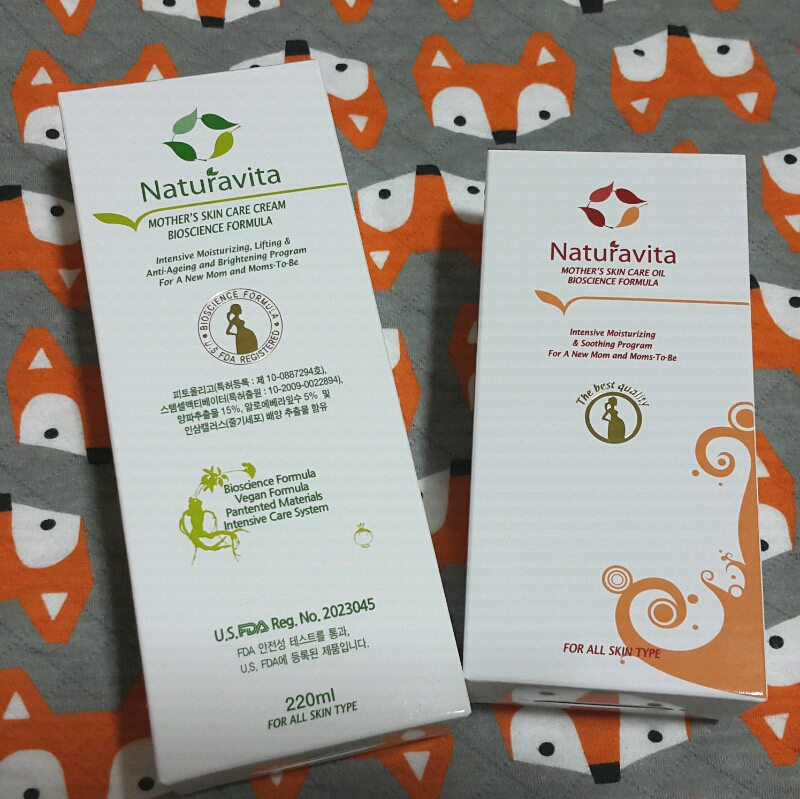 Naturavita
MOTHER'S SKIN CARE CREAM
BIOSCIENCE FORMULA
Intensive Moisturizing, Lifting &
Anti-Ageing and Brightening Program
For A New Mom and Moms-To-Be
BIOSCIENCE FORMULA
U.S FDA REGISTERED
피토올리고(특허등록 : 제 10-0887294호),
스템셀액티베이터(특허출원 : 10-2009-0022894),
양파추출물 15%, 알로에베라잎수 5% 및
인삼캘러스(줄기세포) 배양 추출물 함유
Bioscience Formula
Vegan Formula
Pantented Materials
Intensive Care System
U.S.FDA Reg. No. 2023045
FDA 안전성 테스트를 통과,
U.S. FDA에 등록된 제품입니다.
220ml
FOR ALL SKIN TYPE
Naturavita
MOTHER'S SKIN CARE OIL
BIOSCIENCE FORMULA
Intensive Moisturizing
& Soothing Program
For A New Mom and Moms-To-Be
The best quality
FOR ALL SKIN TYPE